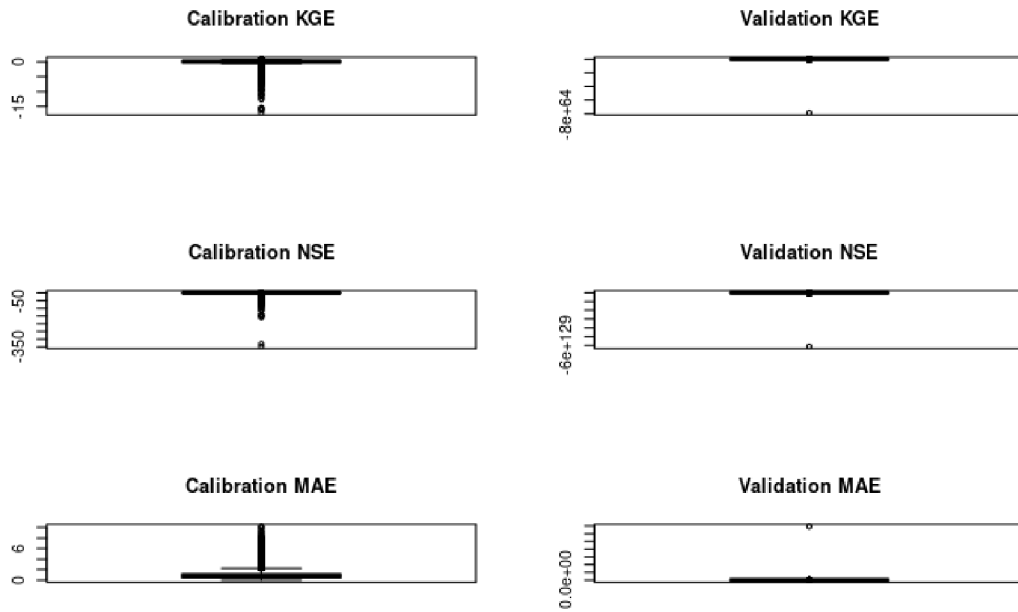 Calibration KGE
0
-15
Validation KGE
-8e+64
Calibration NSE
-50
-350
Validation NSE
-6e+129
Calibration MAE
6
0
Validation MAE
0.0e+00